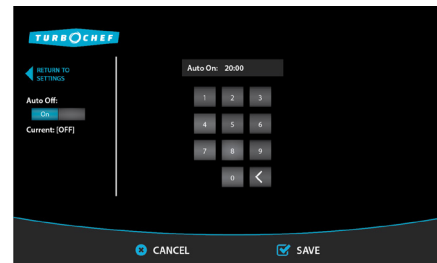 TURBOCHEF
RETURN TO
SETTINGS
Auto On: 20:00
Auto Off:
On
Current: [OFF]
1 2 3
4 5 6
7 8 9
0
CANCEL
SAVE